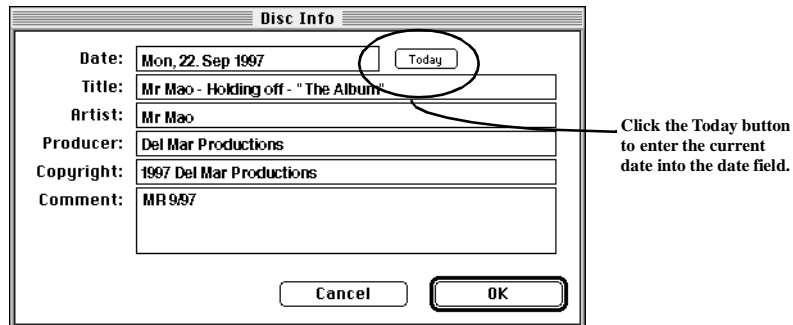 Disc Info
Date: Mon, 22. Sep 1997 Today
Title: Mr Mao - Holding off - "The Album"
Artist: Mr Mao
Producer: Del Mar Productions
Copyright: 1997 Del Mar Productions
Comment: MR 9/97
Cancel OK
Click the Today button
to enter the current
date into the date field.